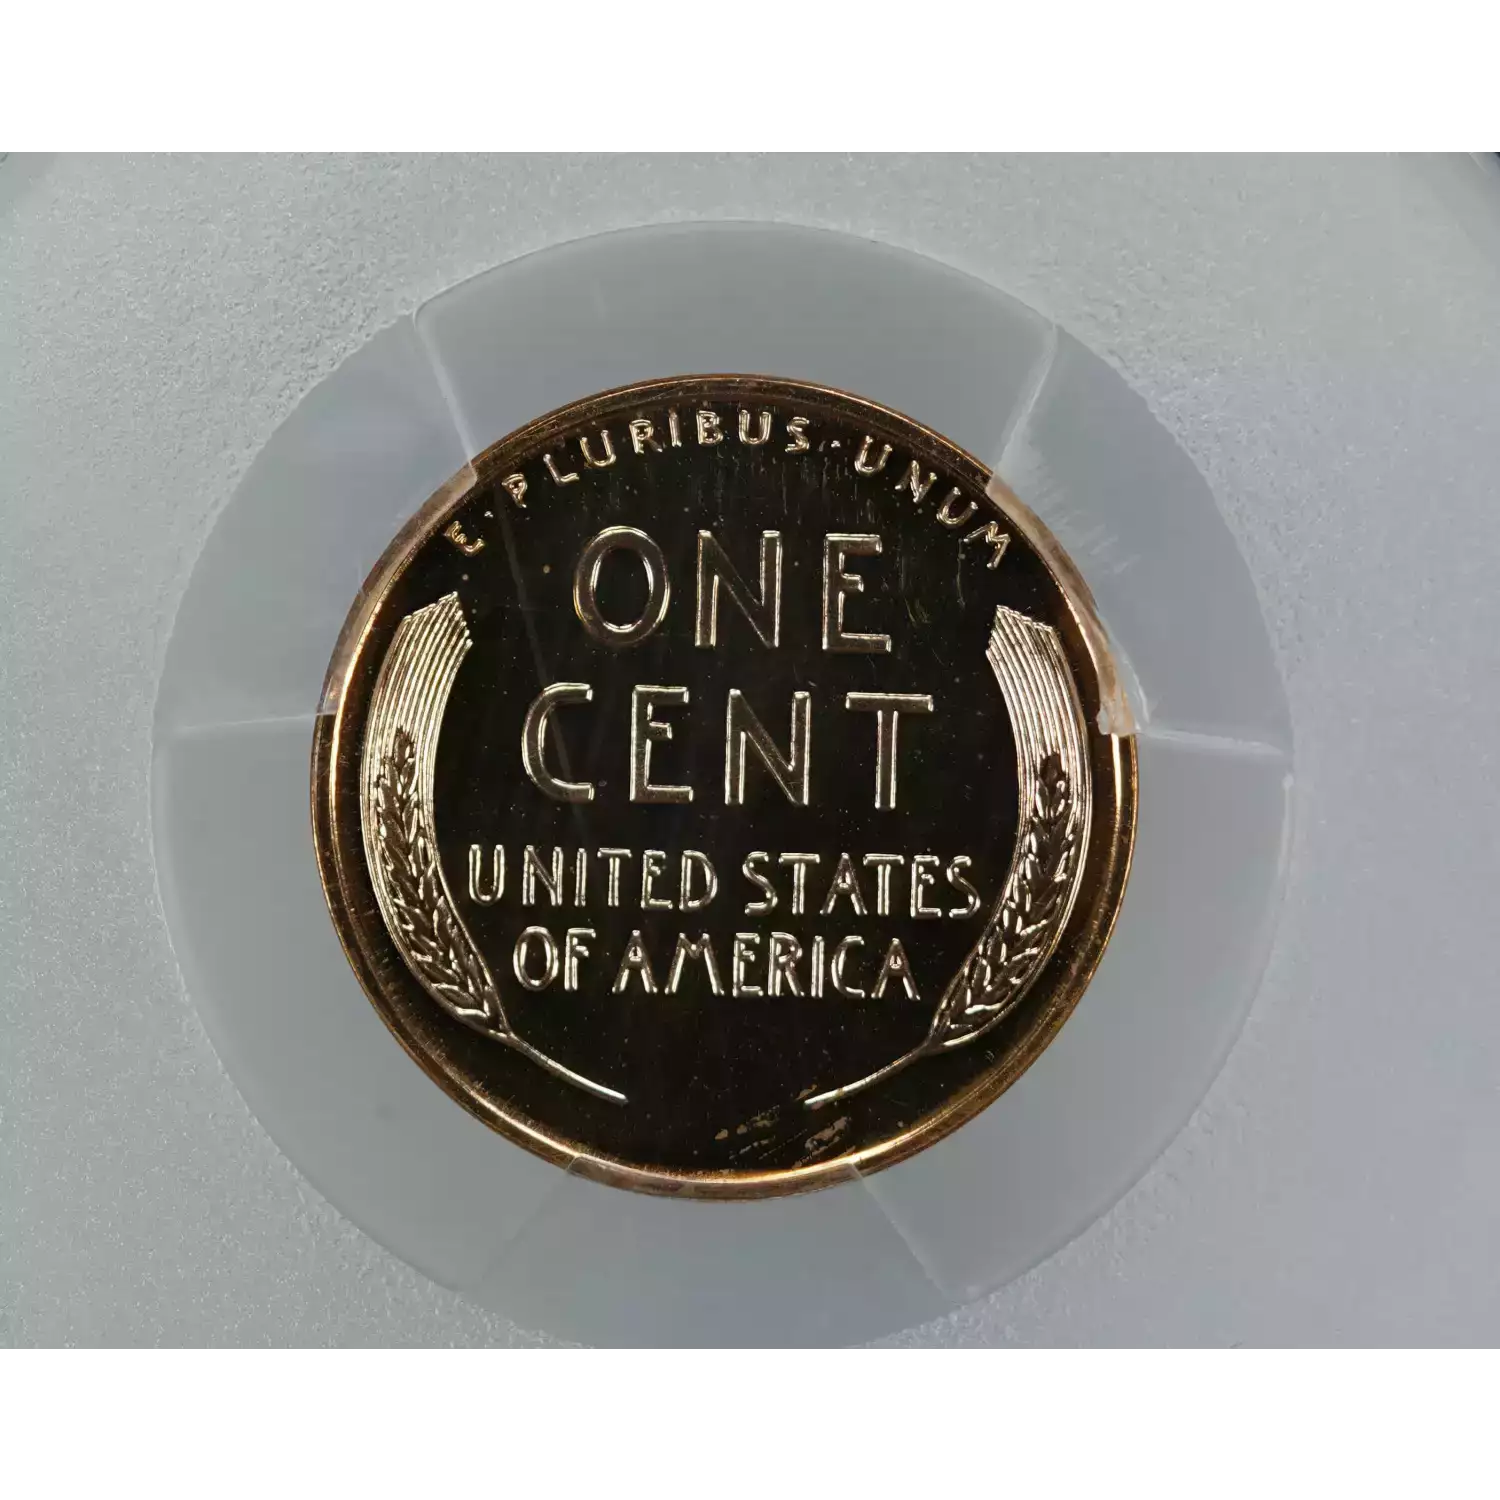 E·PLURIBUS·UNUM
ONE
CENT
UNITED STATES
OF AMERICA